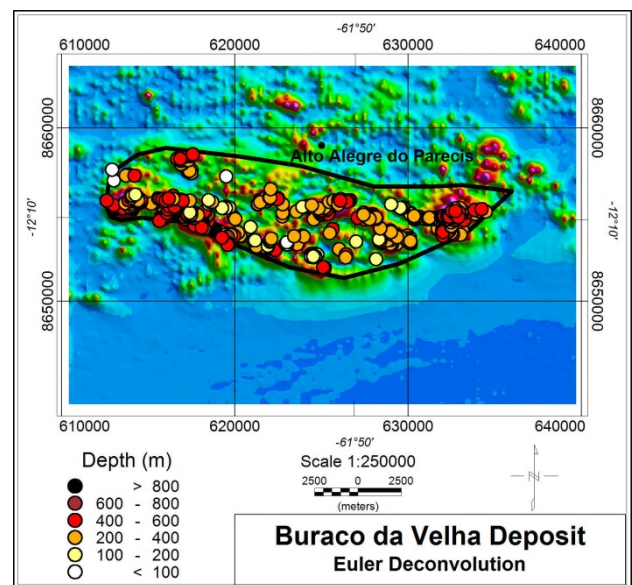 -61°50'
610000 620000 630000 640000
8660000 8660000
Alto Alegre do Parecis
-12°10' -12°10'
8650000 8650000
610000 620000 630000 640000
-61°50'
Depth (m)
> 800
600 - 800
400 - 600
200 - 400
100 - 200
< 100
Scale 1:250000
2500 0 2500
(meters)
N
Buraco da Velha Deposit
Euler Deconvolution